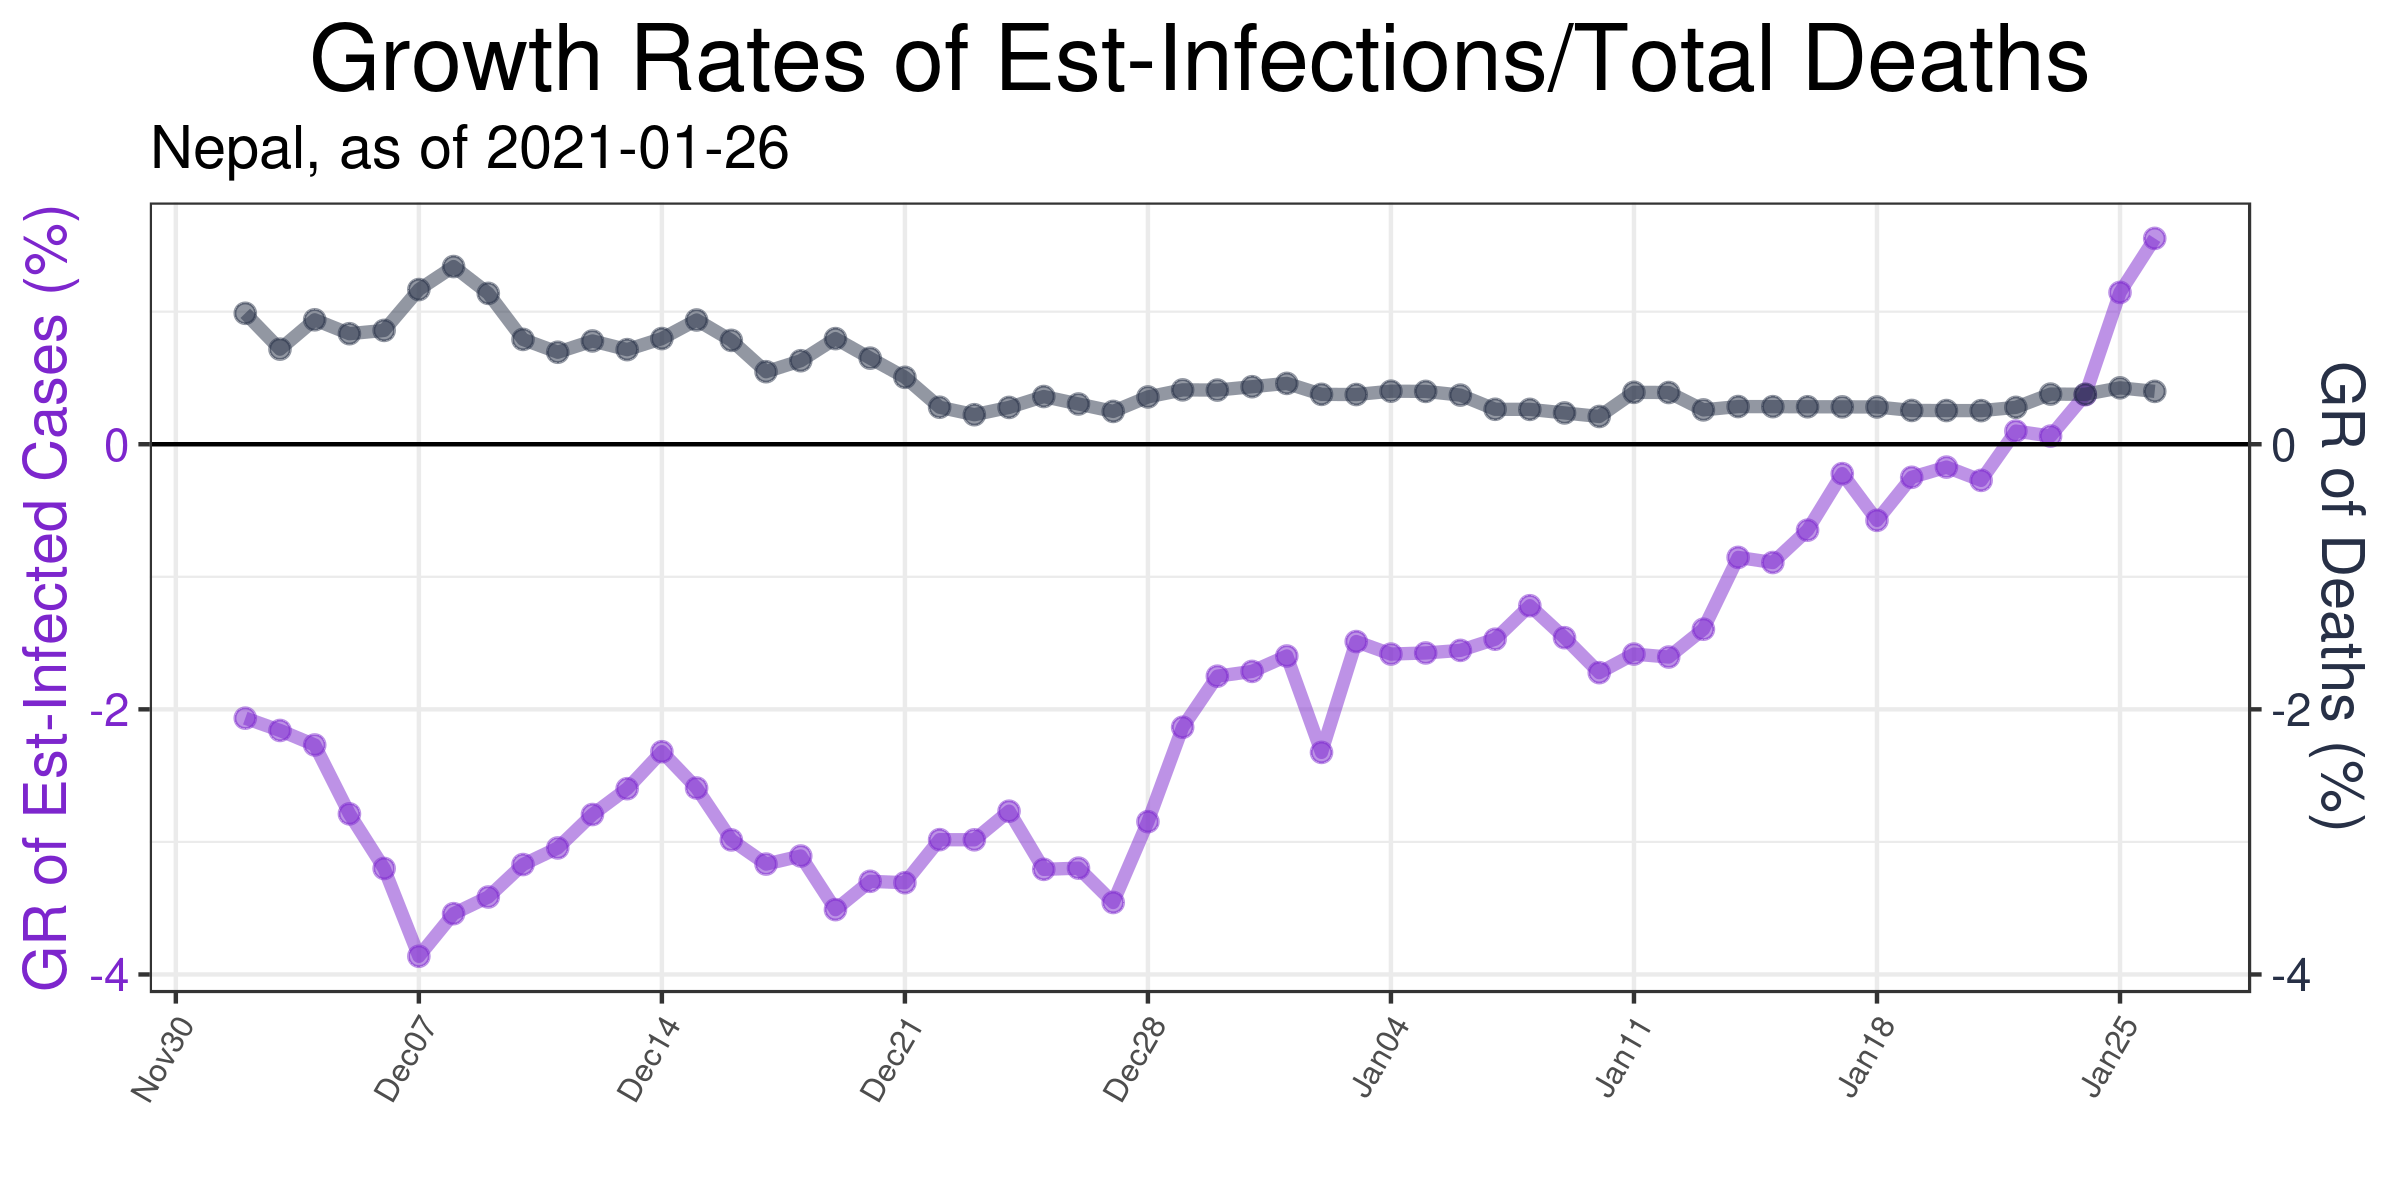 Growth Rates of Est-Infections/Total Deaths
Nepal, as of 2021-01-26
GR of Est-Infected Cases (%)
0
-2
-4
0
-2
-4
GR of Deaths (%)
Nov30
Dec07
Dec14
Dec21
Dec28
Jan04
Jan11
Jan18
Jan25